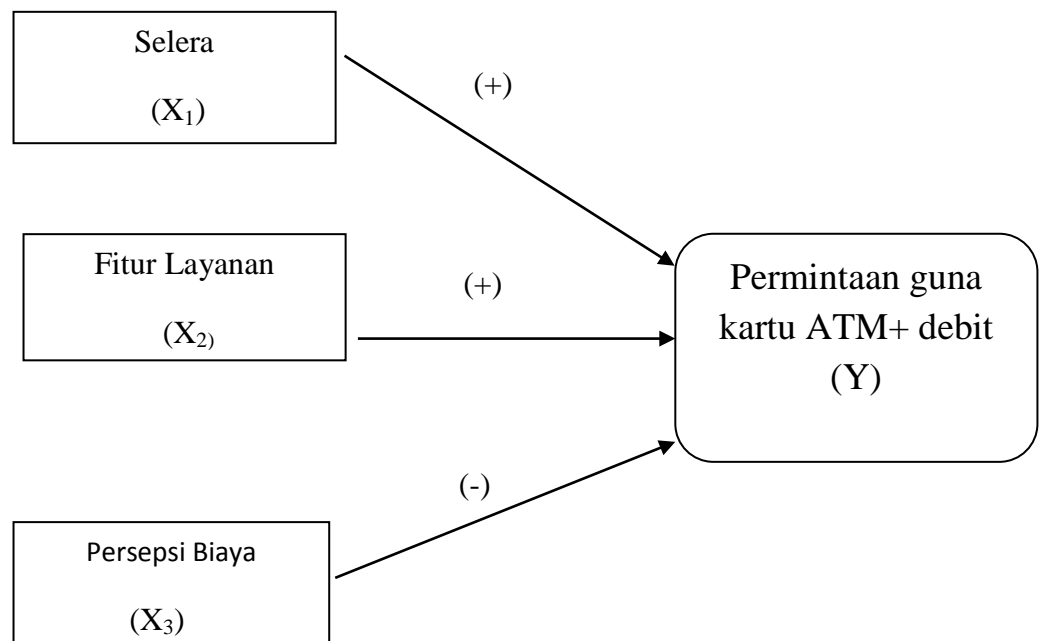 Selera
(X₁)
(+)
Fitur Layanan
(X₂)
(+)
Permintaan guna
kartu ATM+ debit
(Y)
(-)
Persepsi Biaya
(X₃)